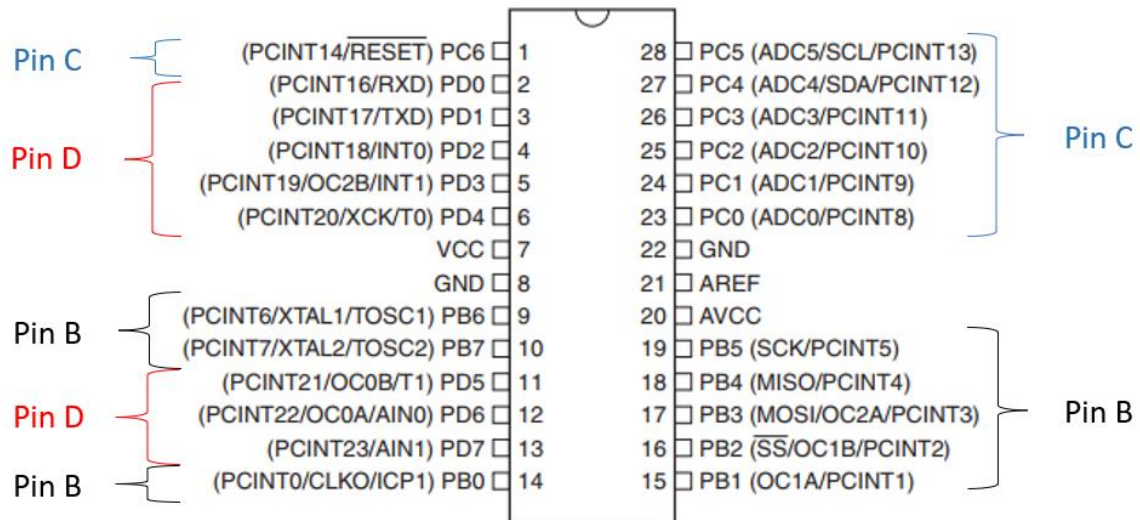 Pin C
(PCINT14/RESET) PC6 1
(PCINT16/RXD) PD0 2
(PCINT17/TXD) PD1 3
Pin D
(PCINT18/INT0) PD2 4
(PCINT19/OC2B/INT1) PD3 5
(PCINT20/XCK/T0) PD4 6
VCC 7
GND 8
Pin B
(PCINT6/XTAL1/TOSC1) PB6 9
(PCINT7/XTAL2/TOSC2) PB7 10
(PCINT21/OC0B/T1) PD5 11
Pin D
(PCINT22/OC0A/AIN0) PD6 12
(PCINT23/AIN1) PD7 13
Pin B
(PCINT0/CLKO/ICP1) PB0 14
28 PC5 (ADC5/SCL/PCINT13)
27 PC4 (ADC4/SDA/PCINT12)
26 PC3 (ADC3/PCINT11)
Pin C
25 PC2 (ADC2/PCINT10)
24 PC1 (ADC1/PCINT9)
23 PC0 (ADC0/PCINT8)
22 GND
21 AREF
20 AVCC
19 PB5 (SCK/PCINT5)
18 PB4 (MISO/PCINT4)
17 PB3 (MOSI/OC2A/PCINT3)
Pin B
16 PB2 (SS/OC1B/PCINT2)
15 PB1 (OC1A/PCINT1)